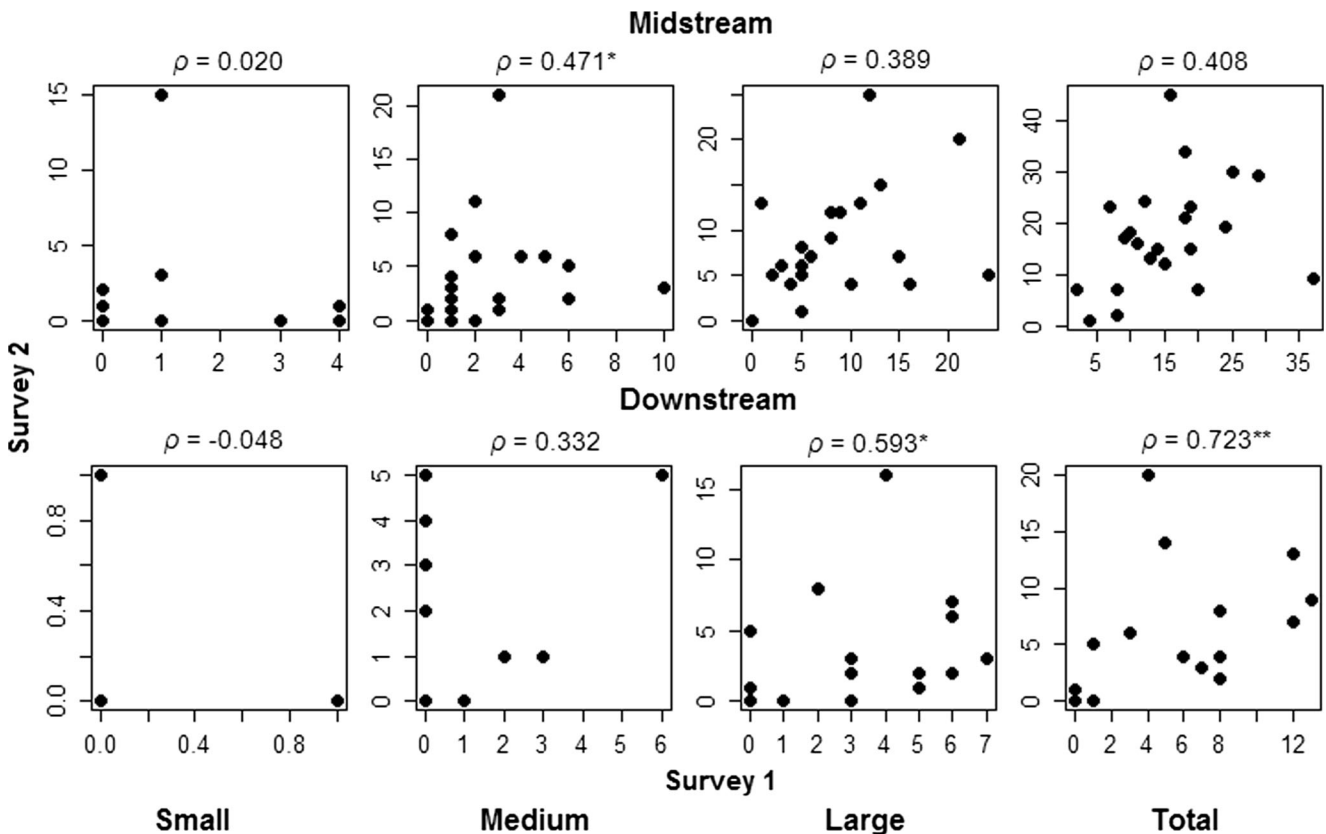 Midstream
ρ = 0.020 ρ = 0.471* ρ = 0.389 ρ = 0.408
15
10
5
0
0 1 2 3 4
20
15
10
5
0
0 2 4 6 8 10
20
10
5
0
0 5 10 15 20
40
30
20
10
0
5 15 25 35
Survey 2
Downstream
ρ = -0.048 ρ = 0.332 ρ = 0.593* ρ = 0.723**
0.8
0.4
0.0
0.0 0.4 0.8
5
4
3
2
1
0
0 1 2 3 4 5 6
15
10
5
0
0 1 2 3 4 5 6 7
20
15
10
5
0
0 2 4 6 8 12
Survey 1
Small Medium Large Total